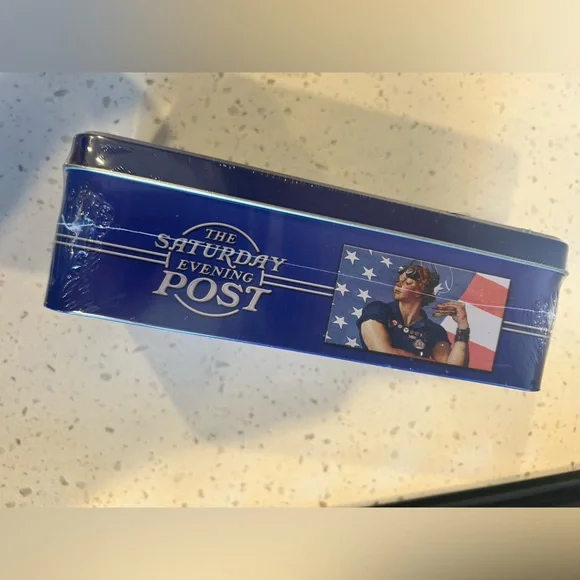 THE
SATURDAY
EVENING
POST